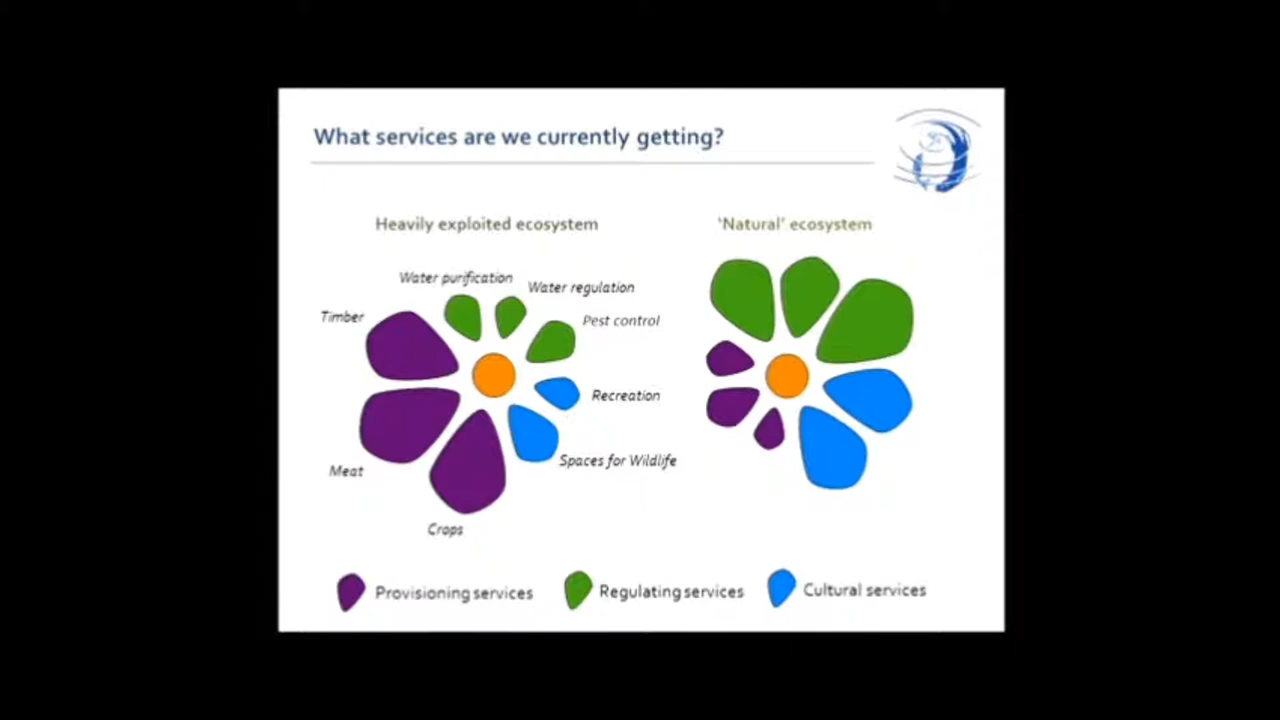 What services are we currently getting?
Heavily exploited ecosystem
'Natural' ecosystem
Water purification
Water regulation
Timber
Pest control
Recreation
Spaces for Wildlife
Meat
Crops
Provisioning services
Regulating services
Cultural services